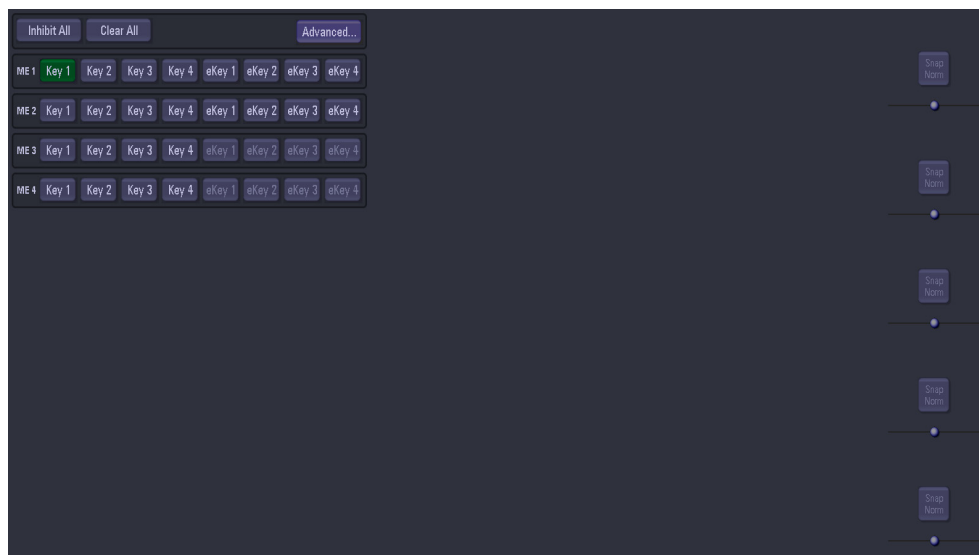 Inhibit All Clear All Advanced...
ME 1 Key 1 Key 2 Key 3 Key 4 eKey 1 eKey 2 eKey 3 eKey 4
Snap
Norm
ME 2 Key 1 Key 2 Key 3 Key 4 eKey 1 eKey 2 eKey 3 eKey 4
ME 3 Key 1 Key 2 Key 3 Key 4 eKey 1 eKey 2 eKey 3 eKey 4
Snap
Norm
ME 4 Key 1 Key 2 Key 3 Key 4 eKey 1 eKey 2 eKey 3 eKey 4
Snap
Norm
Snap
Norm
Snap
Norm